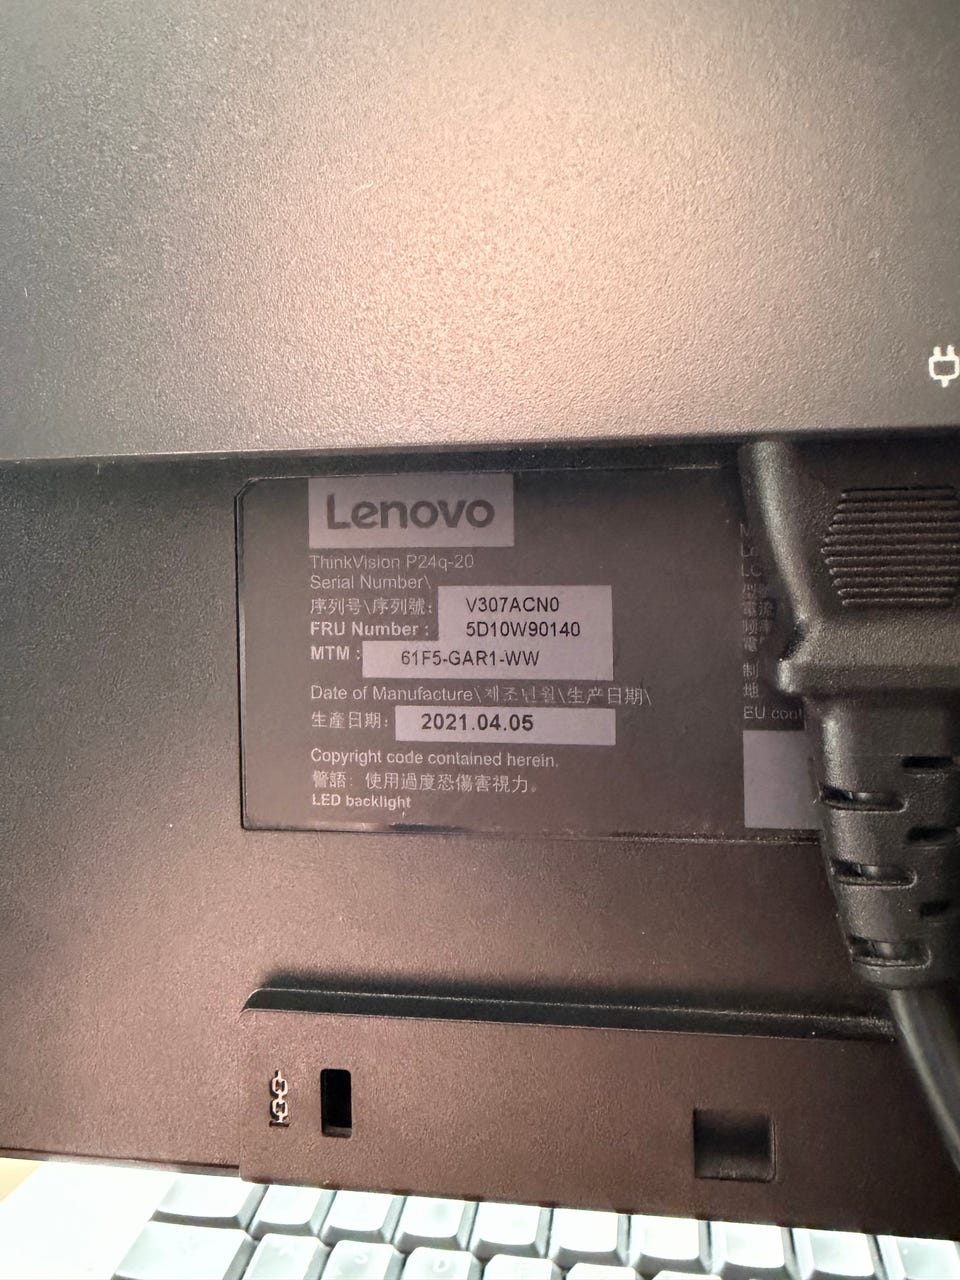 Lenovo
ThinkVision P24q-20
Serial Number\
序列号\序列號: V307ACN0
FRU Number : 5D10W90140
MTM : 61F5-GAR1-WW
Date of Manufacture\제조년월\生产日期\
生產日期: 2021.04.05
Copyright code contained herein.
警語: 使用過度恐傷害視力。
LED backlight
EU